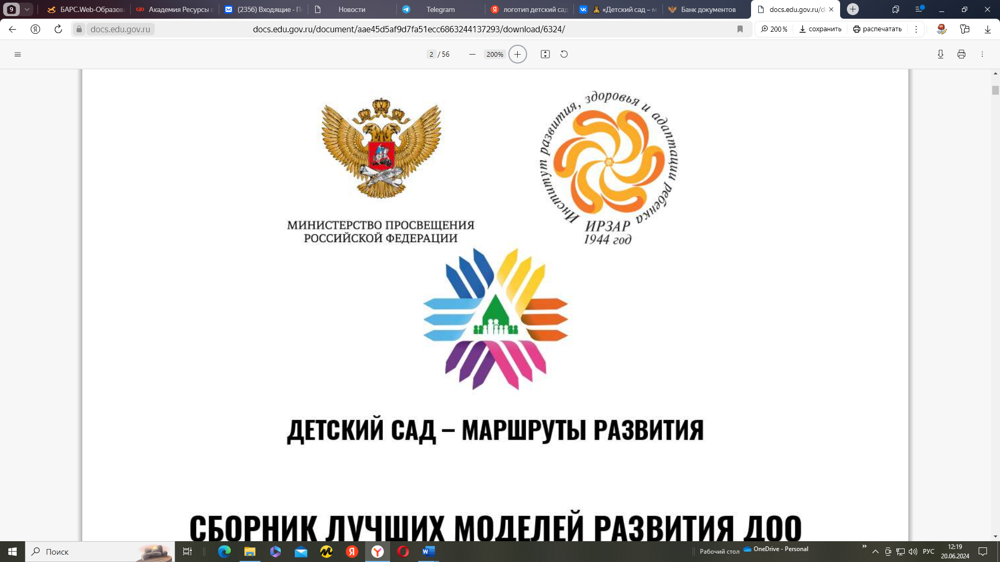 9
БАРС.Web-Образова
Академия Ресурсы о
(2356) Входящие - По
Новости
Telegram
логотип детский сад
«Детский сад – м
Банк документов
docs.edu.gov.ru/do
docs.edu.gov.ru
docs.edu.gov.ru/document/aae45d5af9d7fa51ecc6863244137293/download/6324/
200 %
сохранить
распечатать
2 / 56
200%
Институт развития, здоровья и адаптации ребенка
ИРЗАР
1944 год
МИНИСТЕРСТВО ПРОСВЕЩЕНИЯ
РОССИЙСКОЙ ФЕДЕРАЦИИ
ДЕТСКИЙ САД – МАРШРУТЫ РАЗВИТИЯ
СБОРНИК ЛУЧШИХ МОДЕЛЕЙ РАЗВИТИЯ ДОО
Поиск
Рабочий стол
OneDrive - Personal
РУС
12:19
20.06.2024